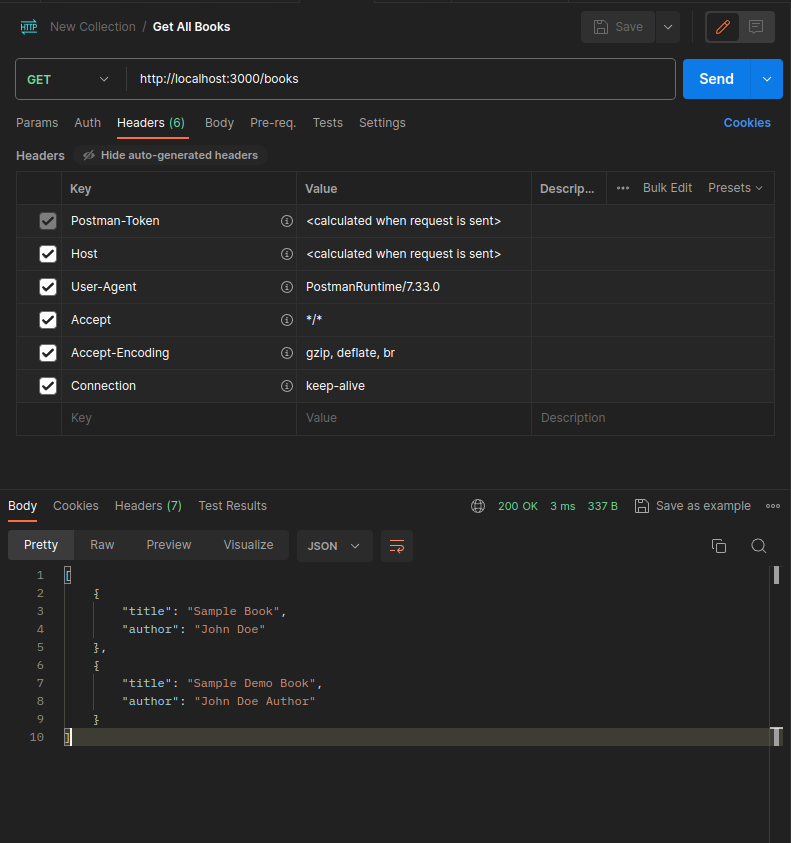 HTTP New Collection / Get All Books Save
GET http://localhost:3000/books Send
Params Auth Headers (6) Body Pre-req. Tests Settings Cookies
Headers Hide auto-generated headers
Key Value Descrip... Bulk Edit Presets
Postman-Token <calculated when request is sent>
Host <calculated when request is sent>
User-Agent PostmanRuntime/7.33.0
Accept */*
Accept-Encoding gzip, deflate, br
Connection keep-alive
Key Value Description
Body Cookies Headers (7) Test Results 200 OK 3 ms 337 B Save as example
Pretty Raw Preview Visualize JSON
1 [
2 {
3 "title": "Sample Book",
4 "author": "John Doe"
5 },
6 {
7 "title": "Sample Demo Book",
8 "author": "John Doe Author"
9 }
10 ]